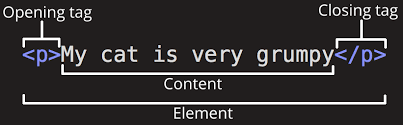 Opening tag Closing tag
<p>My cat is very grumpy</p>
Content
Element